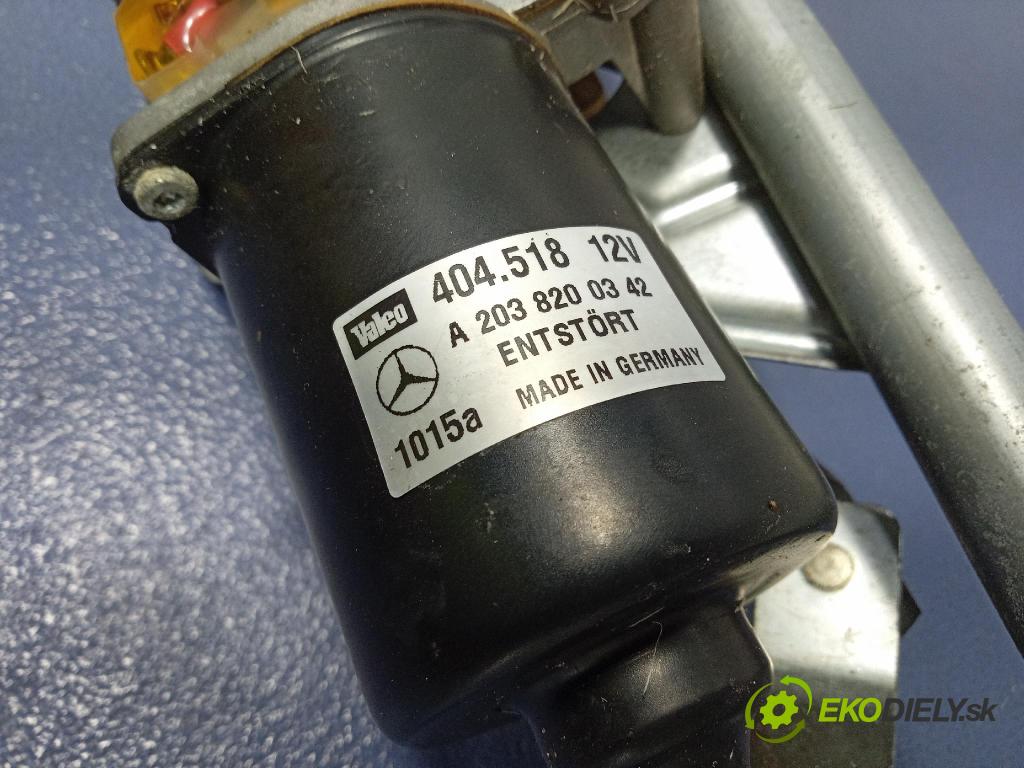 Valeo 404.518 12V
A 203 820 03 42
ENTSTÖRT
1015a MADE IN GERMANY
EKODIELY.sk